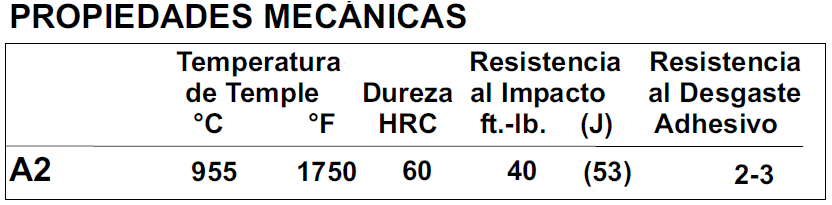 PROPIEDADES MECÁNICAS
Temperatura Resistencia Resistencia
de Temple Dureza al Impacto al Desgaste
°C °F HRC ft.-lb. (J) Adhesivo
A2 955 1750 60 40 (53) 2-3